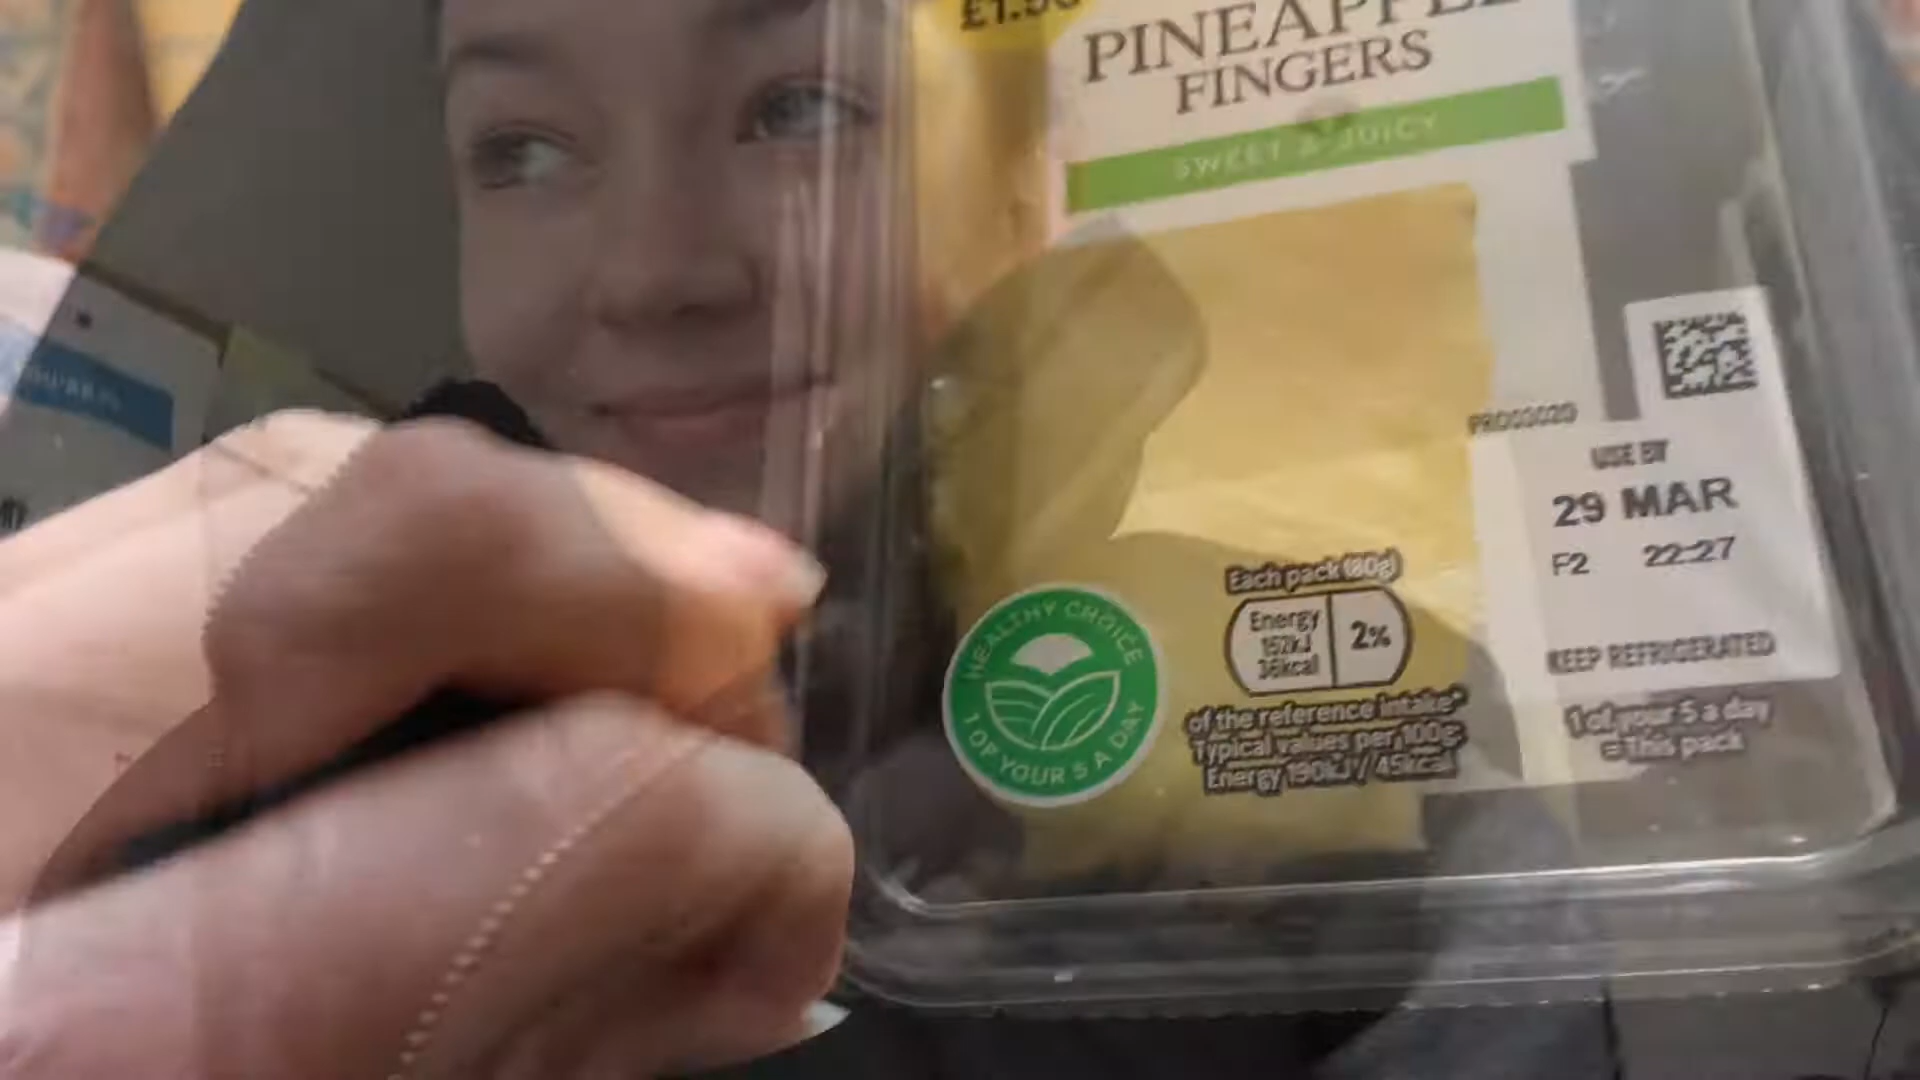 PINEAPPLE
FINGERS
SWEET & JUICY
USE BY
29 MAR
F2 22:27
KEEP REFRIGERATED
1 of your 5 a day
= This pack
Each pack (80g)
Energy
152kJ
36kcal
2%
of the reference intake*
Typical values per 100g:
Energy 190kJ / 45kcal
HEALTHY CHOICE
1 OF YOUR 5 A DAY